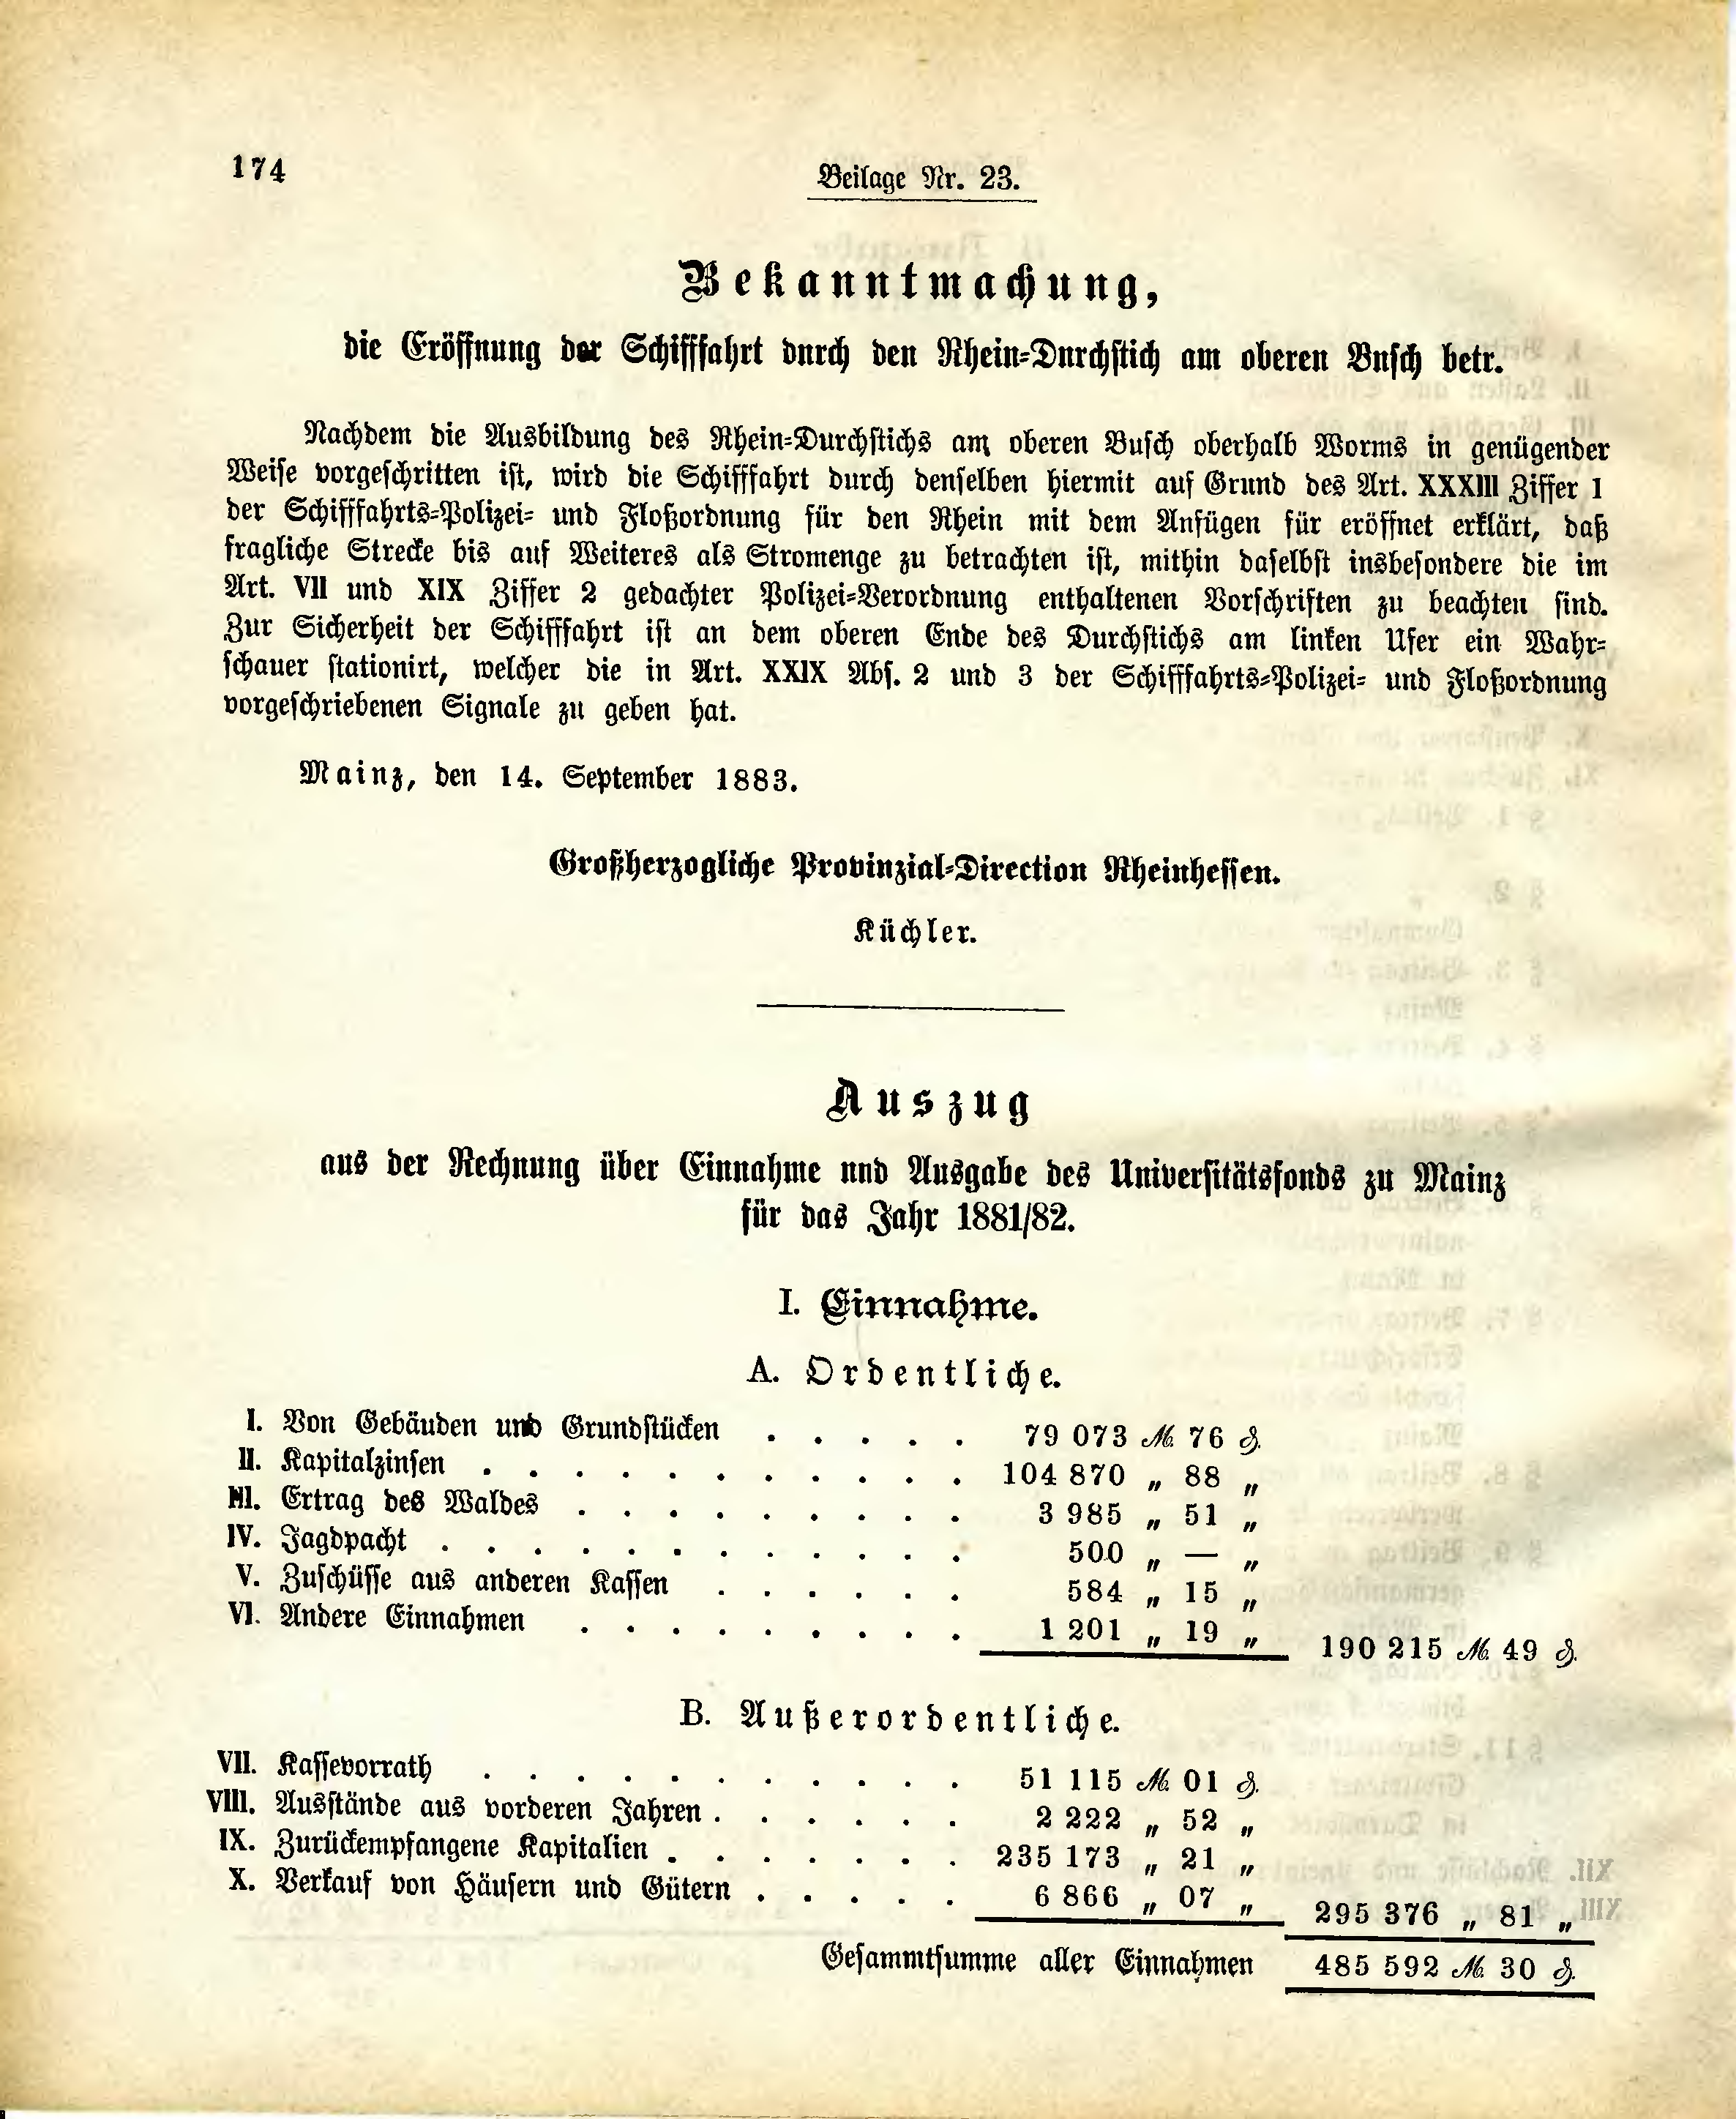 174
Beilage Nr. 23.
Bekanntmachung,
die Eröffnung der Schifffahrt durch den Rhein-Durchstich am oberen Busch betr.
Nachdem die Ausbildung des Rhein-Durchstichs am oberen Busch oberhalb Worms in genügender
Weise vorgeschritten ist, wird die Schifffahrt durch denselben hiermit auf Grund des Art. XXXIII Ziffer 1
der Schifffahrts-Polizei- und Floßordnung für den Rhein mit dem Anfügen für eröffnet erklärt, daß
fragliche Strecke bis auf Weiteres als Stromenge zu betrachten ist, mithin daselbst insbesondere die im
Art. VII und XIX Ziffer 2 gedachter Polizei-Verordnung enthaltenen Vorschriften zu beachten sind.
Zur Sicherheit der Schifffahrt ist an dem oberen Ende des Durchstichs am linken Ufer ein Wahr-
schauer stationirt, welcher die in Art. XXIX Abs. 2 und 3 der Schifffahrts-Polizei- und Floßordnung
vorgeschriebenen Signale zu geben hat.
Mainz, den 14. September 1883.
Großherzogliche Provinzial-Direction Rheinhessen.
Küchler.
Auszug
aus der Rechnung über Einnahme und Ausgabe des Universitätsfonds zu Mainz
für das Jahr 1881/82.
I. Einnahme.
A. Ordentliche.
I. Von Gebäuden und Grundstücken . . . . . 79 073 ℳ 76 ₰.
II. Kapitalzinsen . . . . . . . . . . . 104 870 „ 88 „
III. Ertrag des Waldes . . . . . . . . . 3 985 „ 51 „
IV. Jagdpacht . . . . . . . . . . . . 500 „ — „
V. Zuschüsse aus anderen Kassen . . . . . . 584 „ 15 „
VI. Andere Einnahmen . . . . . . . . . 1 201 „ 19 „ 190 215 ℳ 49 ₰.
B. Außerordentliche.
VII. Kassevorrath . . . . . . . . . . . 51 115 ℳ 01 ₰.
VIII. Ausstände aus vorderen Jahren . . . . . . 2 222 „ 52 „
IX. Zurückempfangene Kapitalien . . . . . . . 235 173 „ 21 „
X. Verkauf von Häusern und Gütern . . . . . 6 866 „ 07 „ 295 376 „ 81 „
Gesammtsumme aller Einnahmen 485 592 ℳ 30 ₰.